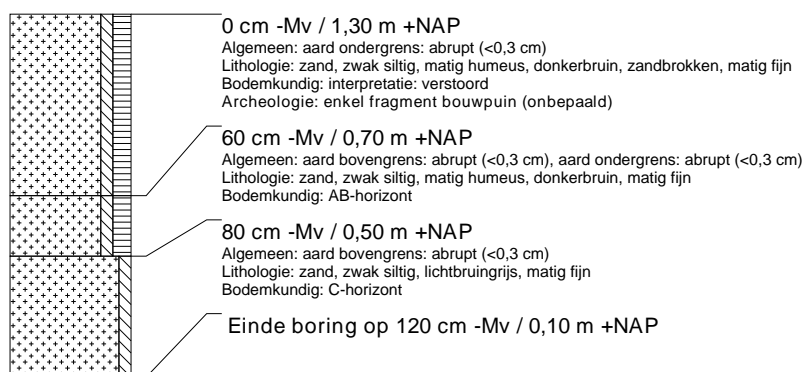 0 cm -Mv / 1,30 m +NAP
Algemeen: aard ondergrens: abrupt (<0,3 cm)
Lithologie: zand, zwak siltig, matig humeus, donkerbruin, zandbrokken, matig fijn
Bodemkundig: interpretatie: verstoord
Archeologie: enkel fragment bouwpuin (onbepaald)
60 cm -Mv / 0,70 m +NAP
Algemeen: aard bovengrens: abrupt (<0,3 cm), aard ondergrens: abrupt (<0,3 cm)
Lithologie: zand, zwak siltig, matig humeus, donkerbruin, matig fijn
Bodemkundig: AB-horizont
80 cm -Mv / 0,50 m +NAP
Algemeen: aard bovengrens: abrupt (<0,3 cm)
Lithologie: zand, zwak siltig, lichtbruingrijs, matig fijn
Bodemkundig: C-horizont
Einde boring op 120 cm -Mv / 0,10 m +NAP